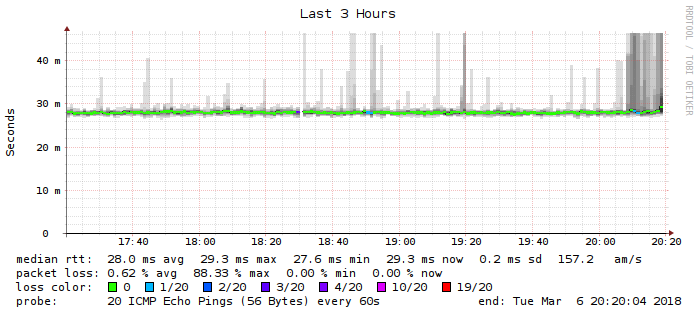 Last 3 Hours
RRDTOOL / TOBI OETIKER
Seconds
40 m
30 m
20 m
10 m
0
17:40 18:00 18:20 18:40 19:00 19:20 19:40 20:00 20:20
median rtt: 28.0 ms avg 29.3 ms max 27.6 ms min 29.3 ms now 0.2 ms sd 157.2 am/s
packet loss: 0.62 % avg 88.33 % max 0.00 % min 0.00 % now
loss color: 0 1/20 2/20 3/20 4/20 10/20 19/20
probe: 20 ICMP Echo Pings (56 Bytes) every 60s end: Tue Mar 6 20:20:04 2018